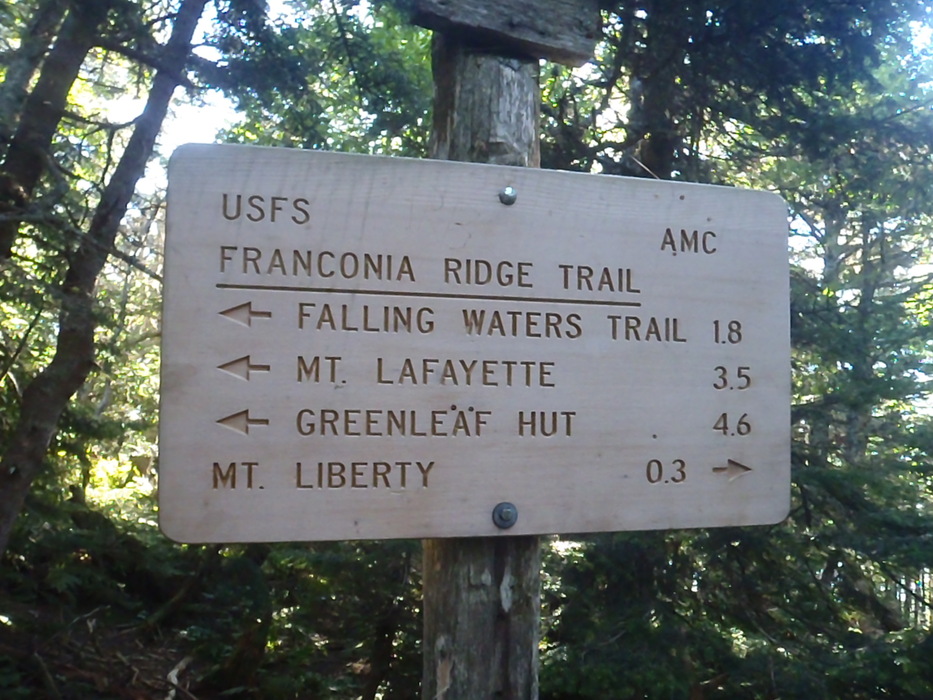 USFS AMC
FRANCONIA RIDGE TRAIL
← FALLING WATERS TRAIL 1.8
← MT. LAFAYETTE 3.5
← GREENLEAF HUT 4.6
MT. LIBERTY 0.3 →